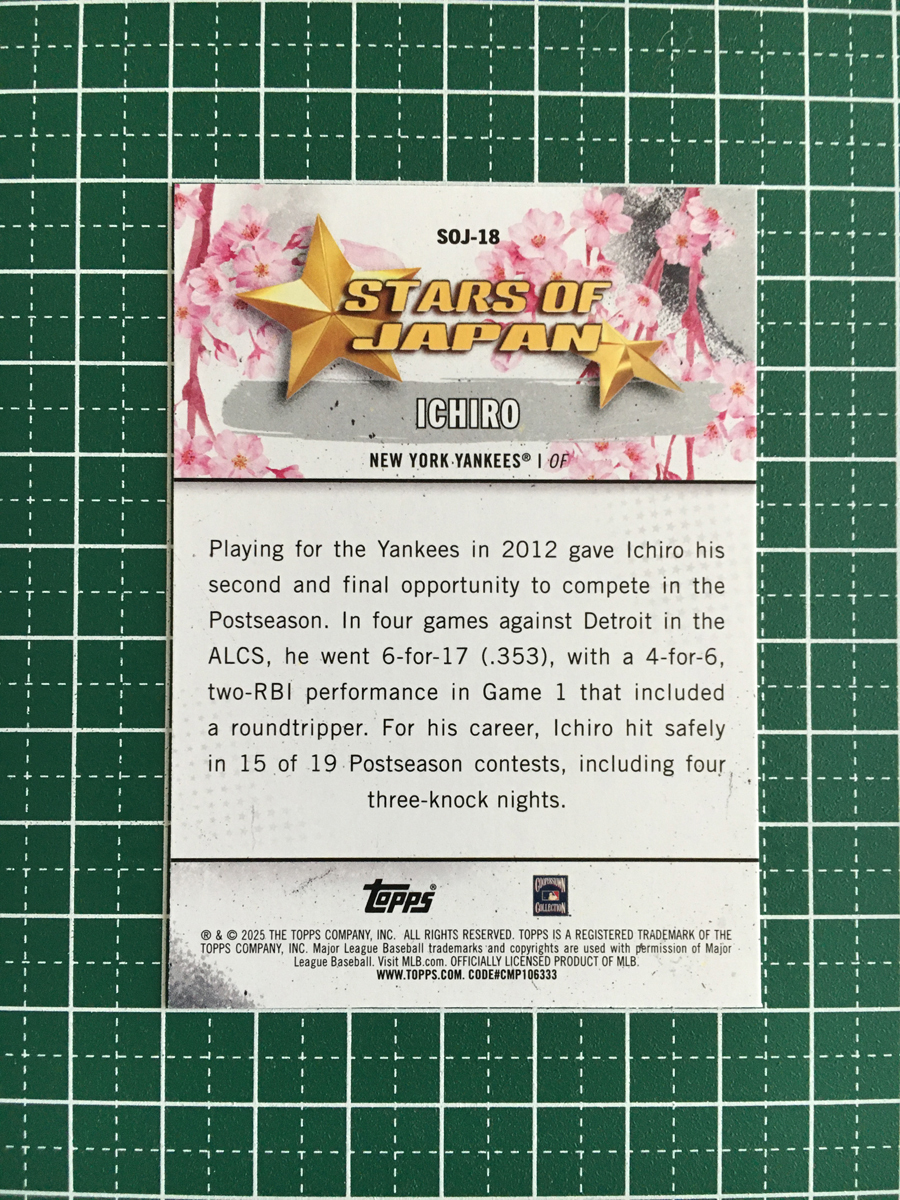 SOJ-18
STARS OF
JAPAN
ICHIRO
NEW YORK YANKEES® | OF
Playing for the Yankees in 2012 gave Ichiro his
second and final opportunity to compete in the
Postseason. In four games against Detroit in the
ALCS, he went 6-for-17 (.353), with a 4-for-6,
two-RBI performance in Game 1 that included
a roundtripper. For his career, Ichiro hit safely
in 15 of 19 Postseason contests, including four
three-knock nights.
topps®
COOPERSTOWN
COLLECTION
® & © 2025 THE TOPPS COMPANY, INC. ALL RIGHTS RESERVED. TOPPS IS A REGISTERED TRADEMARK OF THE
TOPPS COMPANY, INC. Major League Baseball trademarks and copyrights are used with permission of Major
League Baseball. Visit MLB.com. OFFICIALLY LICENSED PRODUCT OF MLB.
WWW.TOPPS.COM. CODE#CMP106333